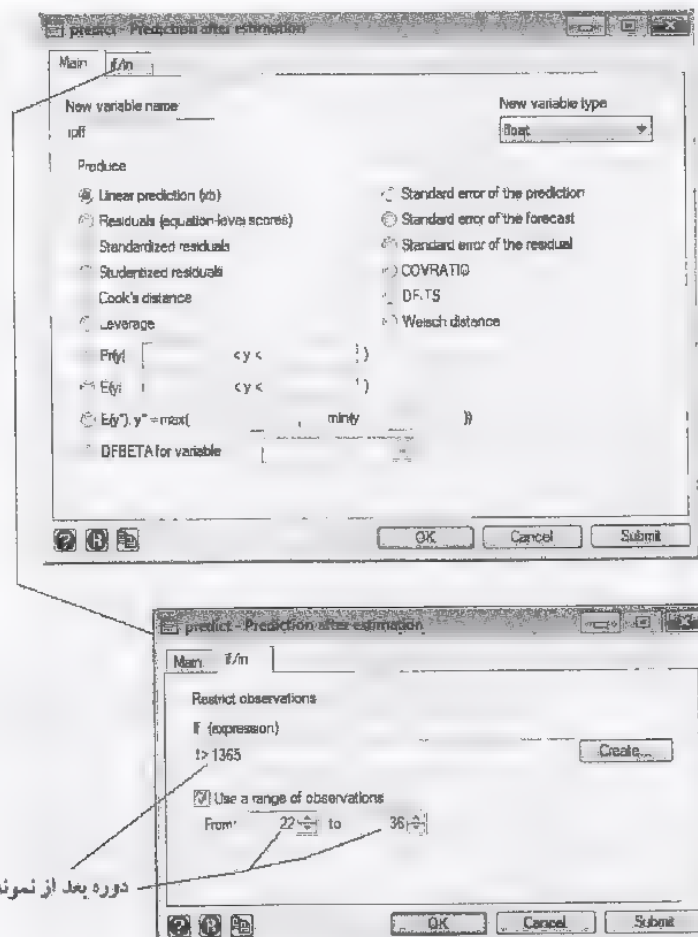 predict - Prediction after estimation
Main if/in
New variable name
ipff
New variable type
float
Produce
Linear prediction (xb)
Residuals (equation-level scores)
Standardized residuals
Studentized residuals
Cook's distance
Leverage
Standard error of the prediction
Standard error of the forecast
Standard error of the residual
COVRATIO
DFITS
Welsch distance
Pr(y| < y < )
E(y| < y < )
E(y*), y* = max( , min(y ))
DFBETA for variable
OK Cancel Submit
predict - Prediction after estimation
Main if/in
Restrict observations
If (expression)
t> 1365
Create...
Use a range of observations
From: 22 to 36
دوره بعد از نمونه
OK Cancel Submit